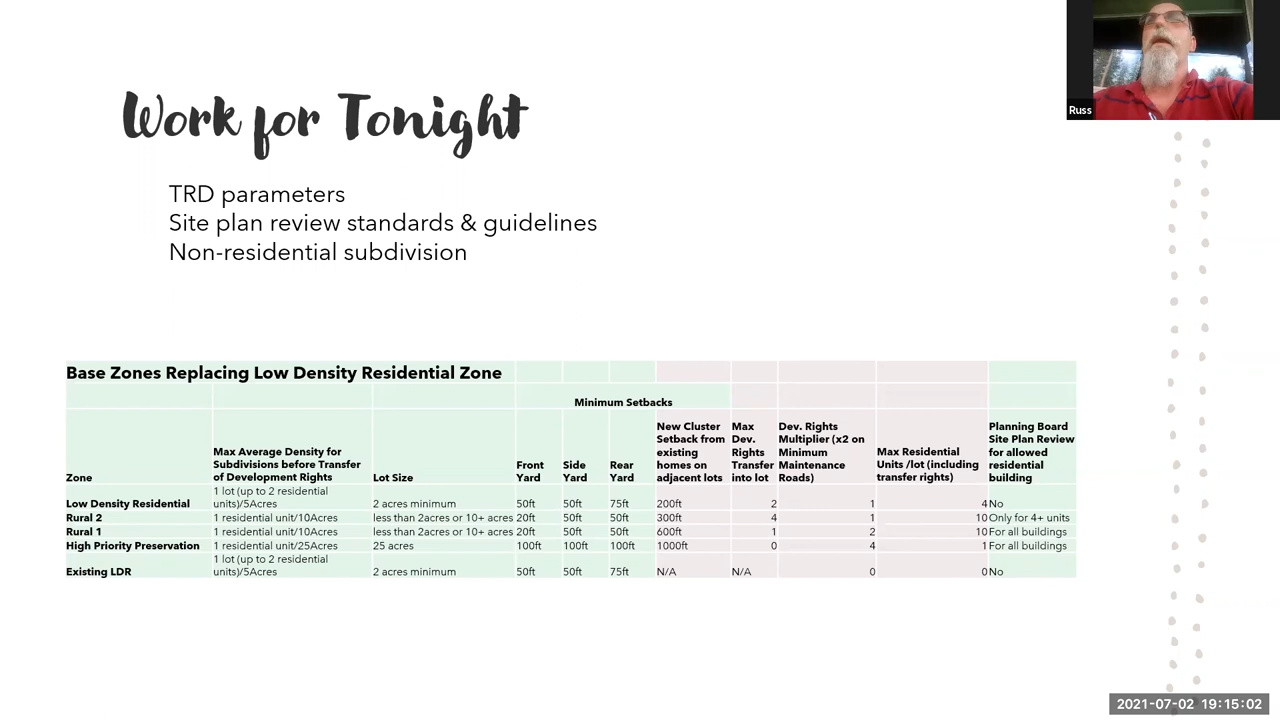 Work for Tonight
Russ
TRD parameters
Site plan review standards & guidelines
Non-residential subdivision
Base Zones Replacing Low Density Residential Zone
Minimum Setbacks
Zone
Max Average Density for
Subdivisions before Transfer
of Development Rights
Lot Size
Front
Yard
Side
Yard
Rear
Yard
New Cluster
Setback from
existing
homes on
adjacent lots
Max
Dev.
Rights
Transfer
into lot
Dev. Rights
Multiplier (x2 on
Minimum
Maintenance
Roads)
Max Residential
Units /lot (including
transfer rights)
Planning Board
Site Plan Review
for allowed
residential
building
1 lot (up to 2 residential
Low Density Residential units)/5Acres 2 acres minimum 50ft 50ft 75ft 200ft 2 1 4 No
Rural 2 1 residential unit/10Acres less than 2acres or 10+ acres 20ft 50ft 50ft 300ft 4 1 10 Only for 4+ units
Rural 1 1 residential unit/10Acres less than 2acres or 10+ acres 20ft 50ft 50ft 600ft 1 2 10 For all buildings
High Priority Preservation 1 residential unit/25Acres 25 acres 100ft 100ft 100ft 1000ft 0 4 1 For all buildings
1 lot (up to 2 residential
Existing LDR units)/5Acres 2 acres minimum 50ft 50ft 75ft N/A N/A 0 0 No
2021-07-02 19:15:02